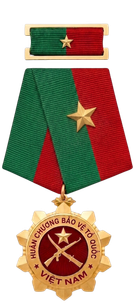 HUÂN CHƯƠNG BẢO VỆ TỔ QUỐC
VIỆT NAM